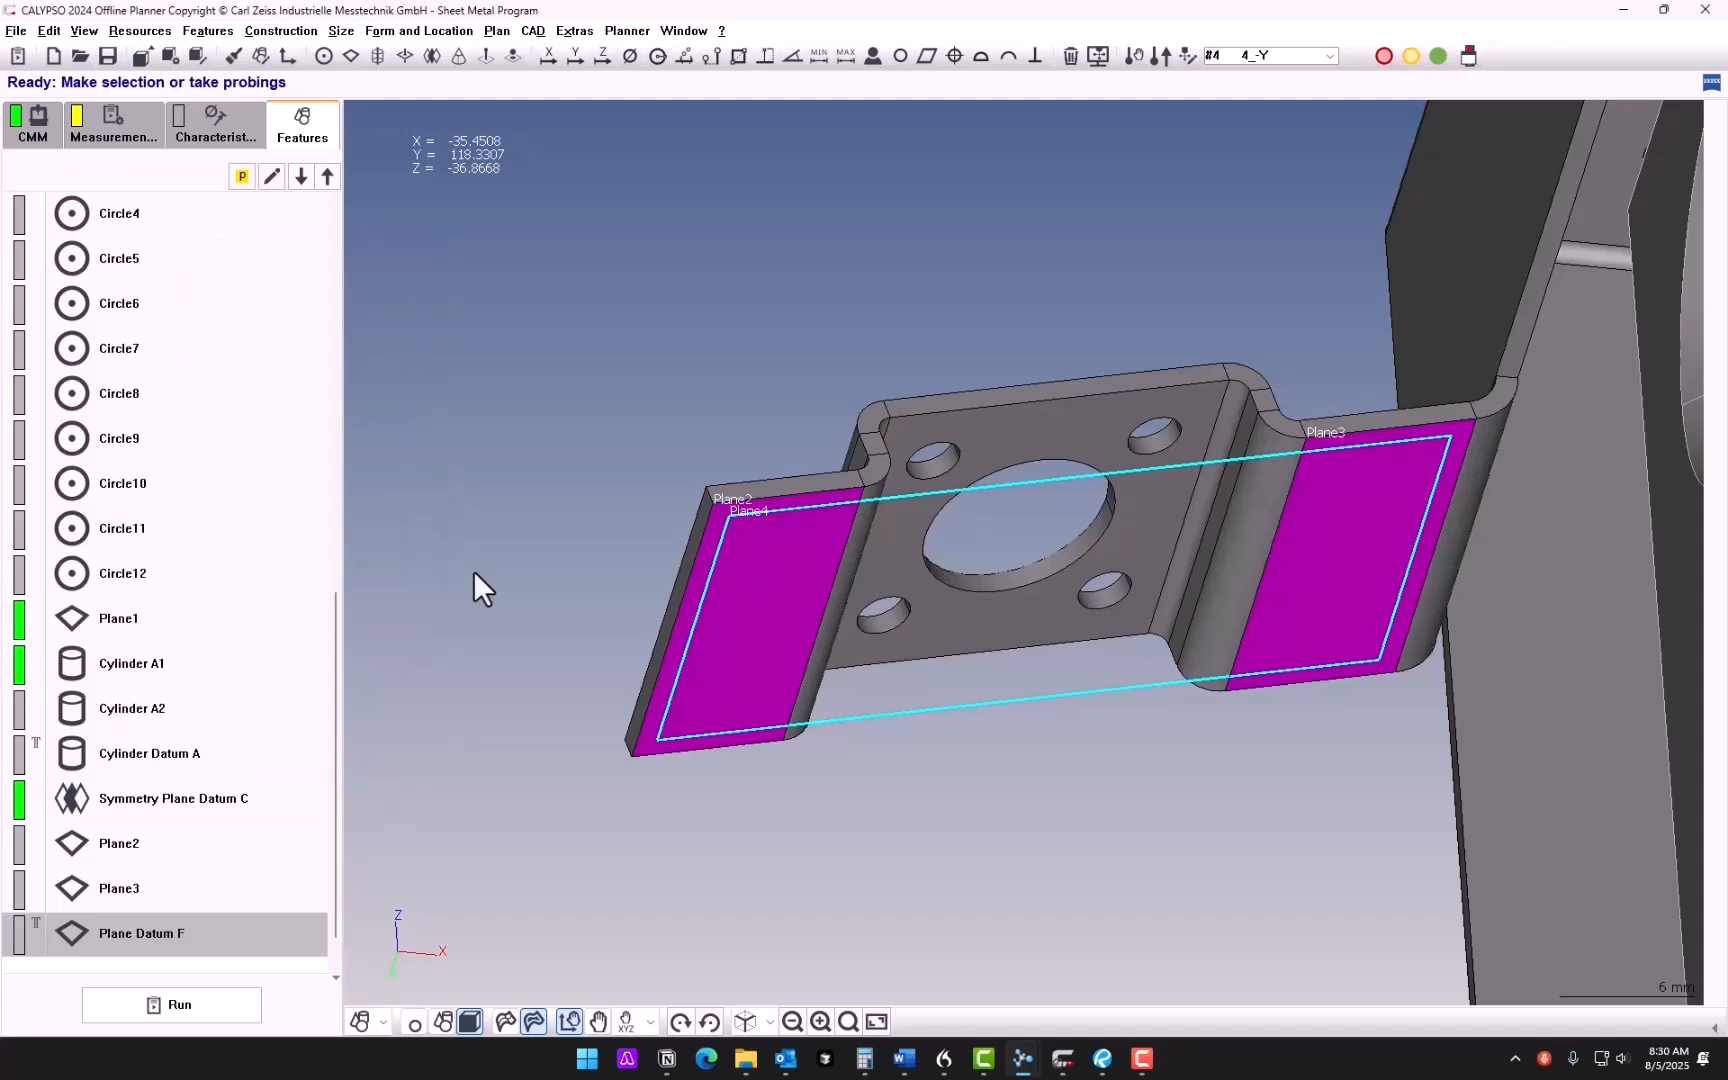 CALYPSO 2024 Offline Planner Copyright © Carl Zeiss Industrielle Messtechnik GmbH - Sheet Metal Program
File Edit View Resources Features Construction Size Form and Location Plan CAD Extras Planner Window ?
X Y Z MIN MAX #4 4_-Y
Ready: Make selection or take probings
ZEISS
CMM Measuremen... Characterist... Features
P
X = -35.4508
Y = 118.3307
Z = -36.8668
Circle4
Circle5
Circle6
Circle7
Circle8
Circle9
Circle10
Circle11
Circle12
Plane1
Cylinder A1
Cylinder A2
T Cylinder Datum A
Symmetry Plane Datum C
Plane2
Plane3
T Plane Datum F
Run
Plane3
Plane2
Plane4
Z
X
6 mm
XYZ
8:30 AM
8/5/2025